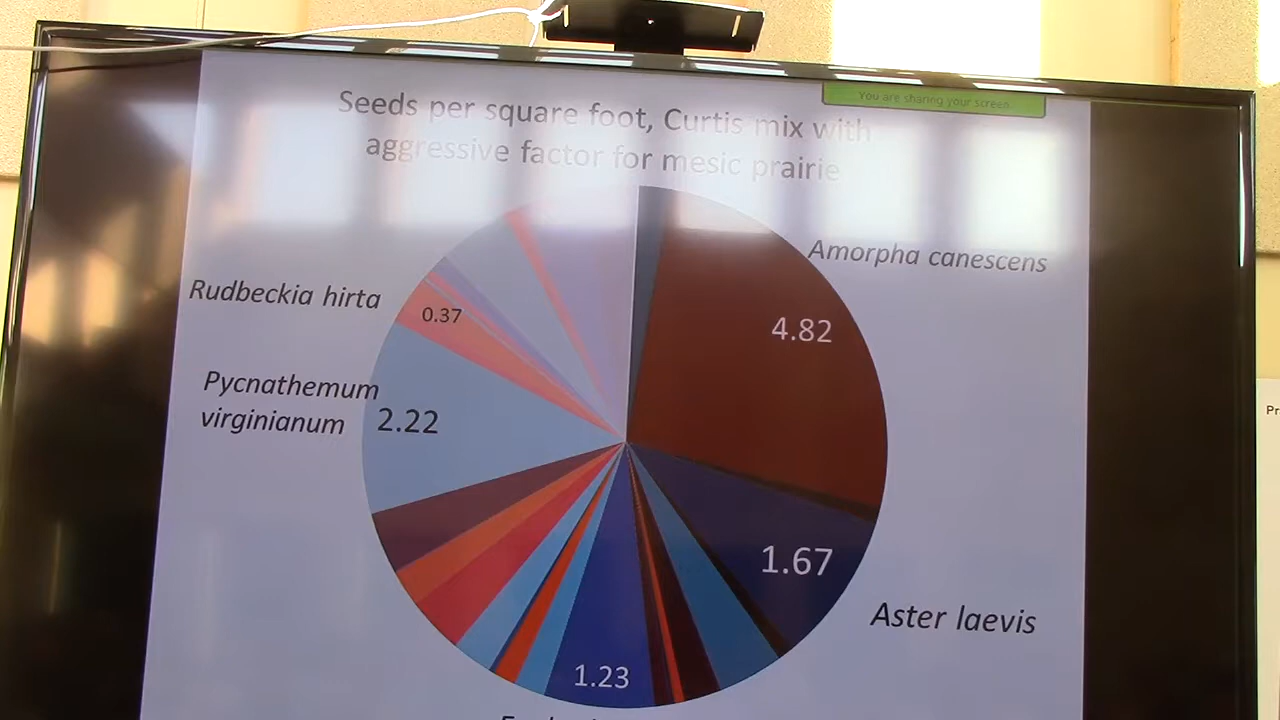 You are sharing your screen.
Seeds per square foot, Curtis mix with
aggressive factor for mesic prairie
Amorpha canescens
4.82
Rudbeckia hirta
0.37
Pycnathemum
virginianum
2.22
1.67
Aster laevis
1.23
Pr